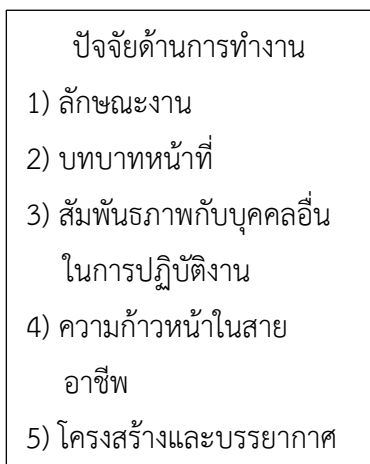 ปัจจัยด้านการทำงาน
1) ลักษณะงาน
2) บทบาทหน้าที่
3) สัมพันธภาพกับบุคคลอื่น
ในการปฏิบัติงาน
4) ความก้าวหน้าในสาย
อาชีพ
5) โครงสร้างและบรรยากาศ